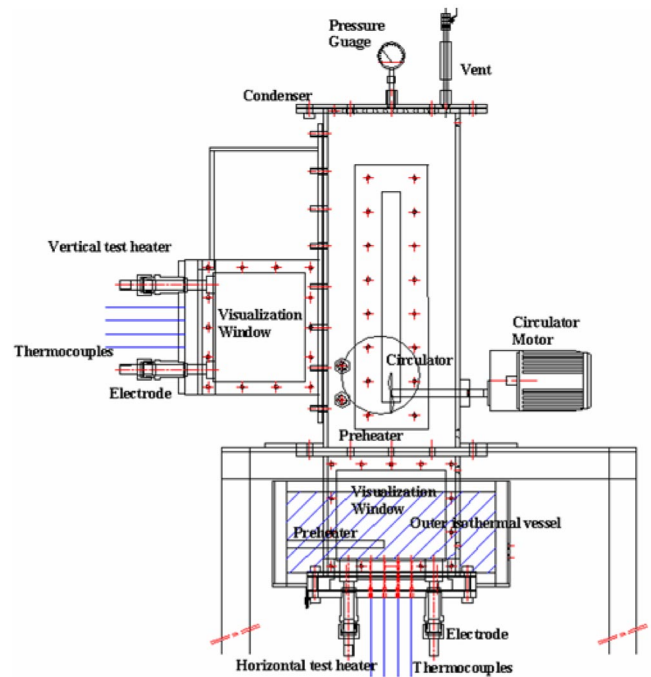 Pressure
Guage
Vent
Condenser
Vertical test heater
Visualization
Window
Thermocouples
Electrode
Circulator
Circulator
Motor
Preheater
Visualization
Window
Outer isothermal vessel
Preheater
Electrode
Horizontal test heater
Thermocouples